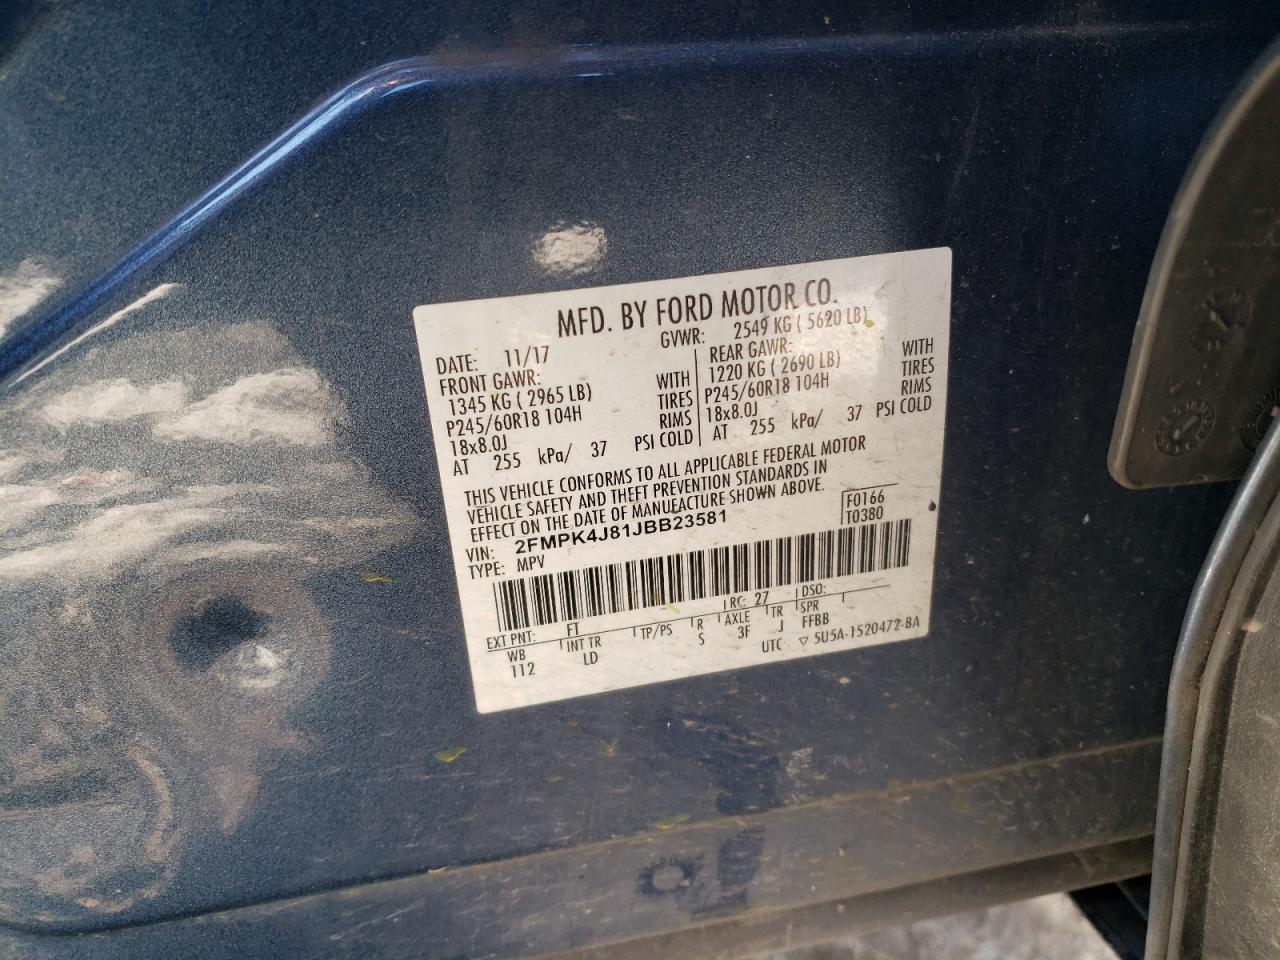 MFD. BY FORD MOTOR CO.
DATE: 11/17 GVWR: 2549 KG ( 5620 LB)
FRONT GAWR: REAR GAWR:
1345 KG ( 2965 LB) WITH 1220 KG ( 2690 LB) WITH
P245/60R18 104H TIRES P245/60R18 104H TIRES
18x8.0J RIMS 18x8.0J RIMS
AT 255 kPa/ 37 PSI COLD AT 255 kPa/ 37 PSI COLD
THIS VEHICLE CONFORMS TO ALL APPLICABLE FEDERAL MOTOR
VEHICLE SAFETY AND THEFT PREVENTION STANDARDS IN
EFFECT ON THE DATE OF MANUFACTURE SHOWN ABOVE.
VIN: 2FMPK4J81JBB23581 F0166
TYPE: MPV T0380
EXT PNT: FT RC: 27 DSO:
WB INT TR TP/PS R AXLE TR SPR
112 LD S 3F J FFBB
UTC ▽ 5U5A-1520472-BA